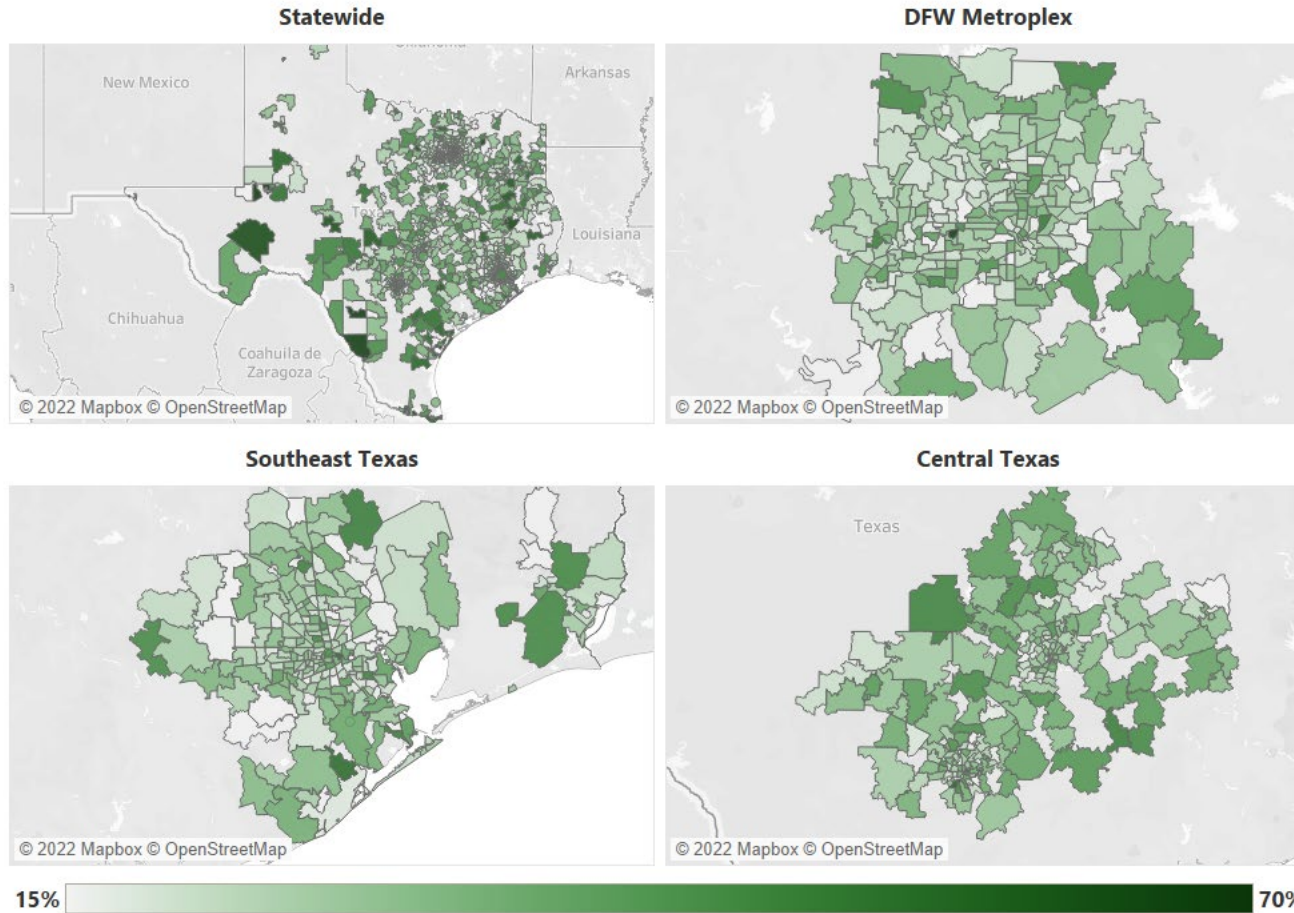 Statewide
DFW Metroplex
New Mexico
Arkansas
Louisiana
Chihuahua
Coahuila de
Zaragoza
© 2022 Mapbox © OpenStreetMap
© 2022 Mapbox © OpenStreetMap
Southeast Texas
Central Texas
Texas
© 2022 Mapbox © OpenStreetMap
© 2022 Mapbox © OpenStreetMap
15%
70%